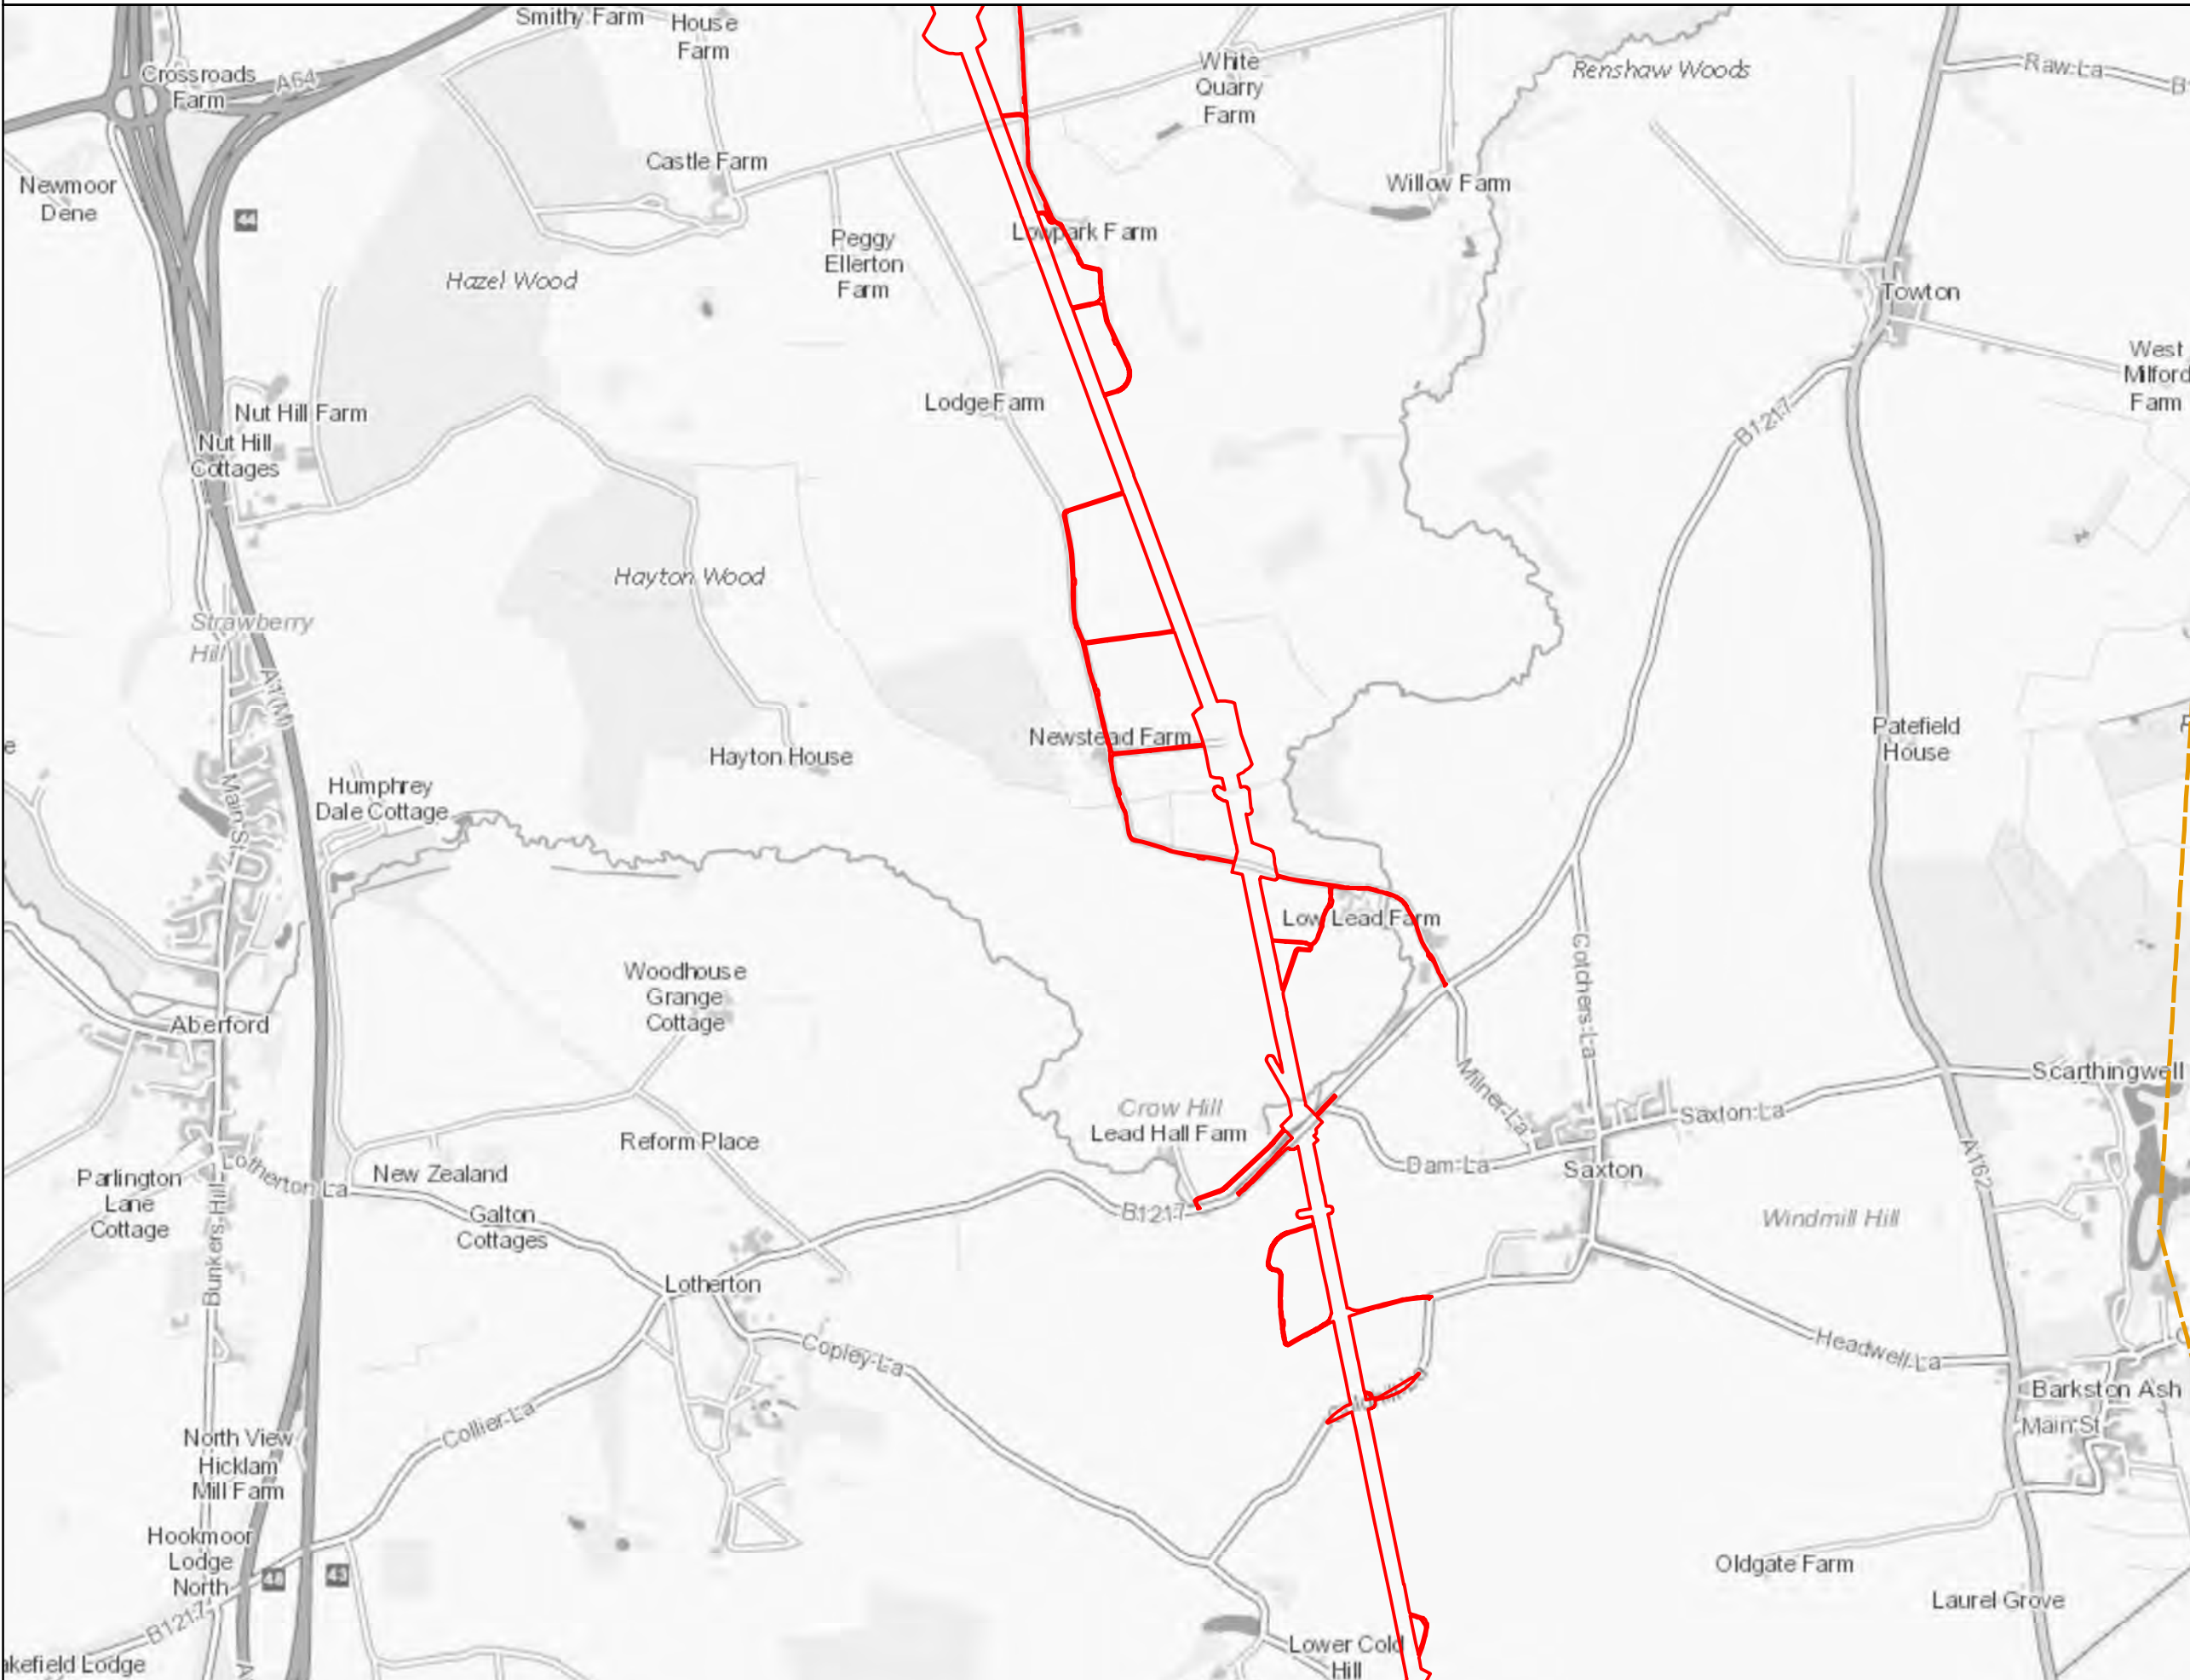 Smithy Farm
House
Farm
Crossroads
Farm
A64
White
Quarry
Farm
Renshaw Woods
Raw La
Newmoor
Dene
Castle Farm
Willow Farm
44
Lowpark Farm
Peggy
Ellerton
Farm
Hazel Wood
Towton
West
Milford
Farm
Nut Hill Farm
Nut Hill
Cottages
Lodge Farm
B1217
Hayton Wood
Strawberry
Hill
A1(M)
Newstead Farm
Hayton House
Patefield
House
Humphrey
Dale Cottage
Main St
Low Lead Farm
Cotchers La
Woodhouse
Grange
Cottage
Aberford
Milner La
Scarthingwell
Crow Hill
Lead Hall Farm
Saxton La
Reform Place
Dam La
Saxton
A162
Lotherton La
New Zealand
Parlington
Lane
Cottage
Galton
Cottages
B1217
Windmill Hill
Bunkers Hill
Lotherton
Copley La
Headwell La
Barkston Ash
Main St
Collier La
North View
Hicklam
Mill Farm
Hookmoor
Lodge
North
44
43
Oldgate Farm
Laurel Grove
B1217
Lower Cold
Hill
akefield Lodge